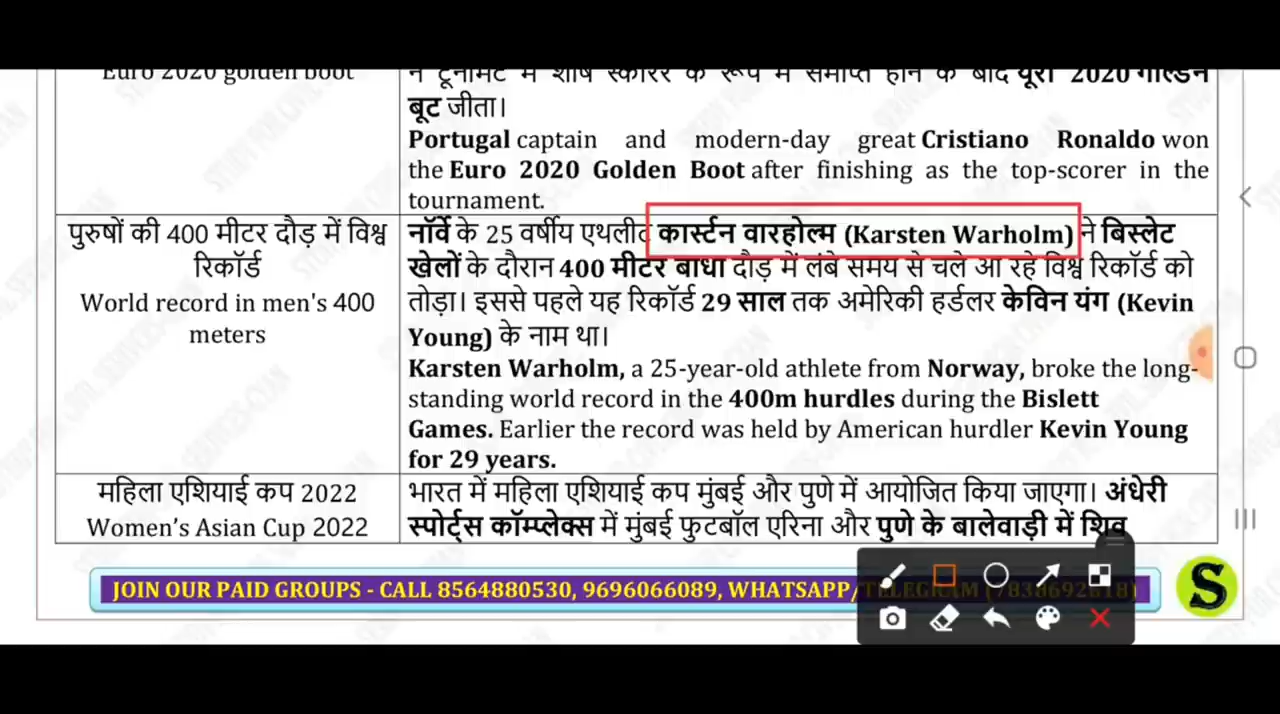 Euro 2020 golden boot
ने टूर्नामेंट में शीर्ष स्कोरर के रूप में समाप्त होने के बाद यूरो 2020 गोल्डन
बूट जीता।
Portugal captain and modern-day great Cristiano Ronaldo won
the Euro 2020 Golden Boot after finishing as the top-scorer in the
tournament.
पुरुषों की 400 मीटर दौड़ में विश्व
रिकॉर्ड
World record in men's 400
meters
नॉर्वे के 25 वर्षीय एथलीट कार्स्टन वारहोल्म (Karsten Warholm) ने बिस्लेट
खेलों के दौरान 400 मीटर बाधा दौड़ में लंबे समय से चले आ रहे विश्व रिकॉर्ड को
तोड़ा। इससे पहले यह रिकॉर्ड 29 साल तक अमेरिकी हर्डलर केविन यंग (Kevin
Young) के नाम था।
Karsten Warholm, a 25-year-old athlete from Norway, broke the long-
standing world record in the 400m hurdles during the Bislett
Games. Earlier the record was held by American hurdler Kevin Young
for 29 years.
महिला एशियाई कप 2022
Women's Asian Cup 2022
भारत में महिला एशियाई कप मुंबई और पुणे में आयोजित किया जाएगा। अंधेरी
स्पोर्ट्स कॉम्प्लेक्स में मुंबई फुटबॉल एरिना और पुणे के बालेवाड़ी में शिव
JOIN OUR PAID GROUPS - CALL 8564880530, 9696066089, WHATSAPP/TELEGRAM (7838692818)
S